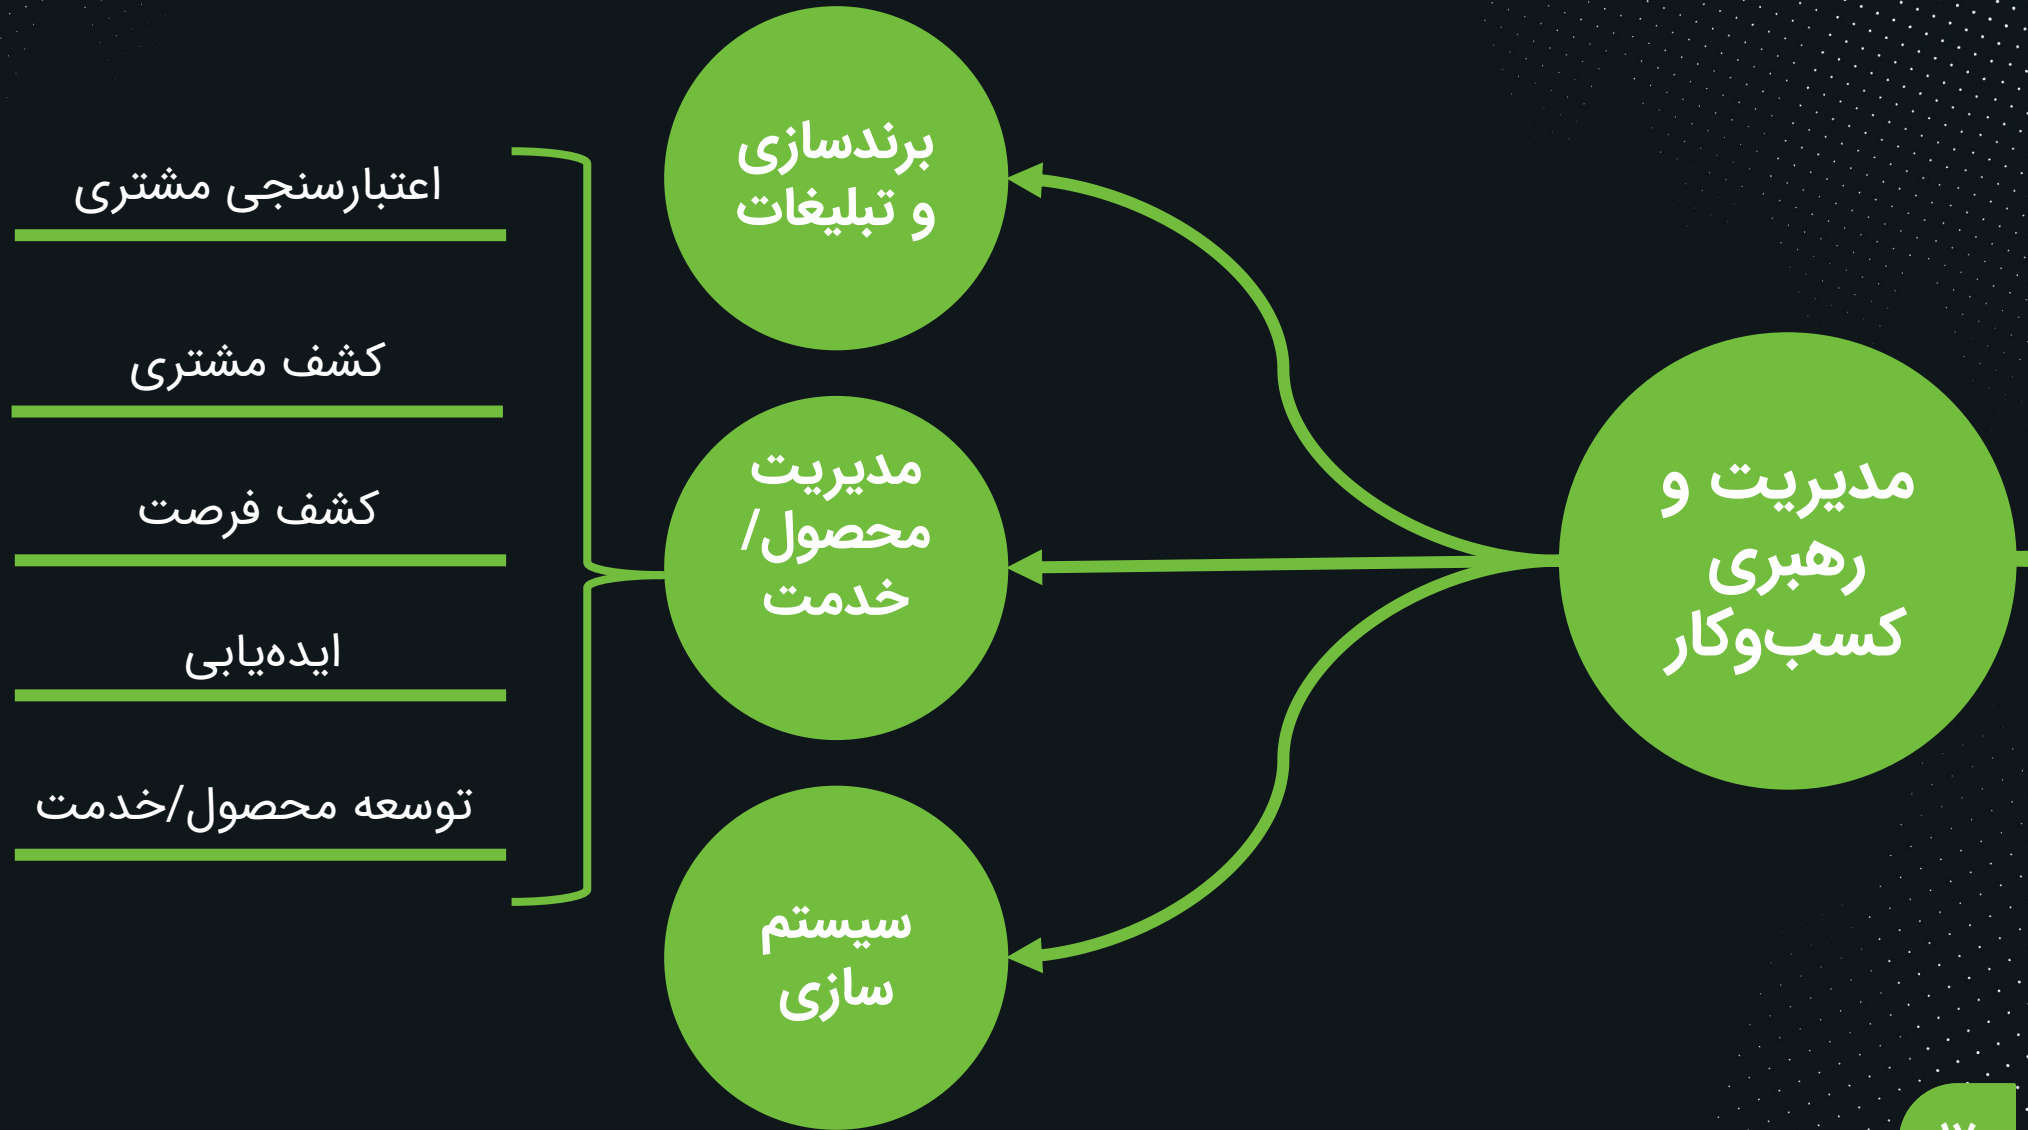 مدیریت و
رهبری
کسب‌وکار
برندسازی
و تبلیغات
مدیریت
محصول/
خدمت
سیستم
سازی
اعتبارسنجی مشتری
کشف مشتری
کشف فرصت
ایده‌یابی
توسعه محصول/خدمت